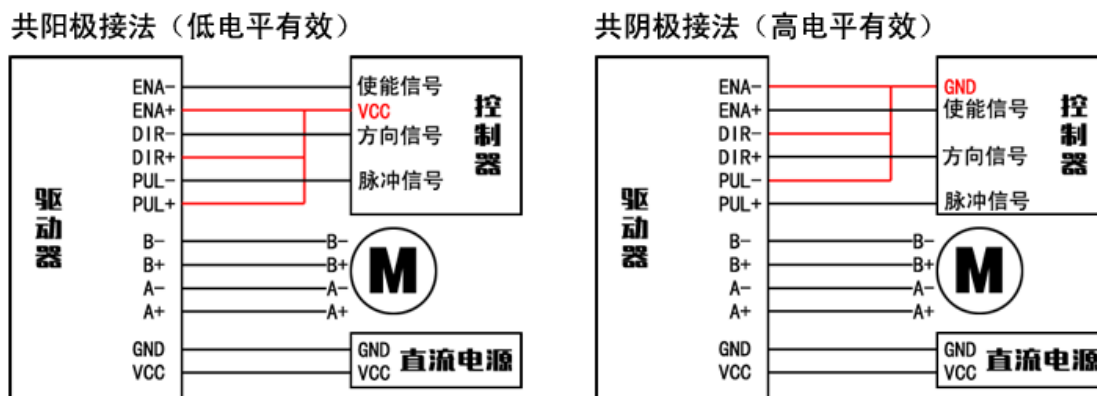 共阳极接法（低电平有效）
ENA-
ENA+
DIR-
DIR+
PUL-
PUL+
B-
B+
A-
A+
GND
VCC
驱动器
使能信号
VCC
方向信号
脉冲信号
控制器
B-
B+
A-
A+
M
GND
VCC
直流电源
共阴极接法（高电平有效）
ENA-
ENA+
DIR-
DIR+
PUL-
PUL+
B-
B+
A-
A+
GND
VCC
驱动器
GND
使能信号
方向信号
脉冲信号
控制器
B-
B+
A-
A+
M
GND
VCC
直流电源